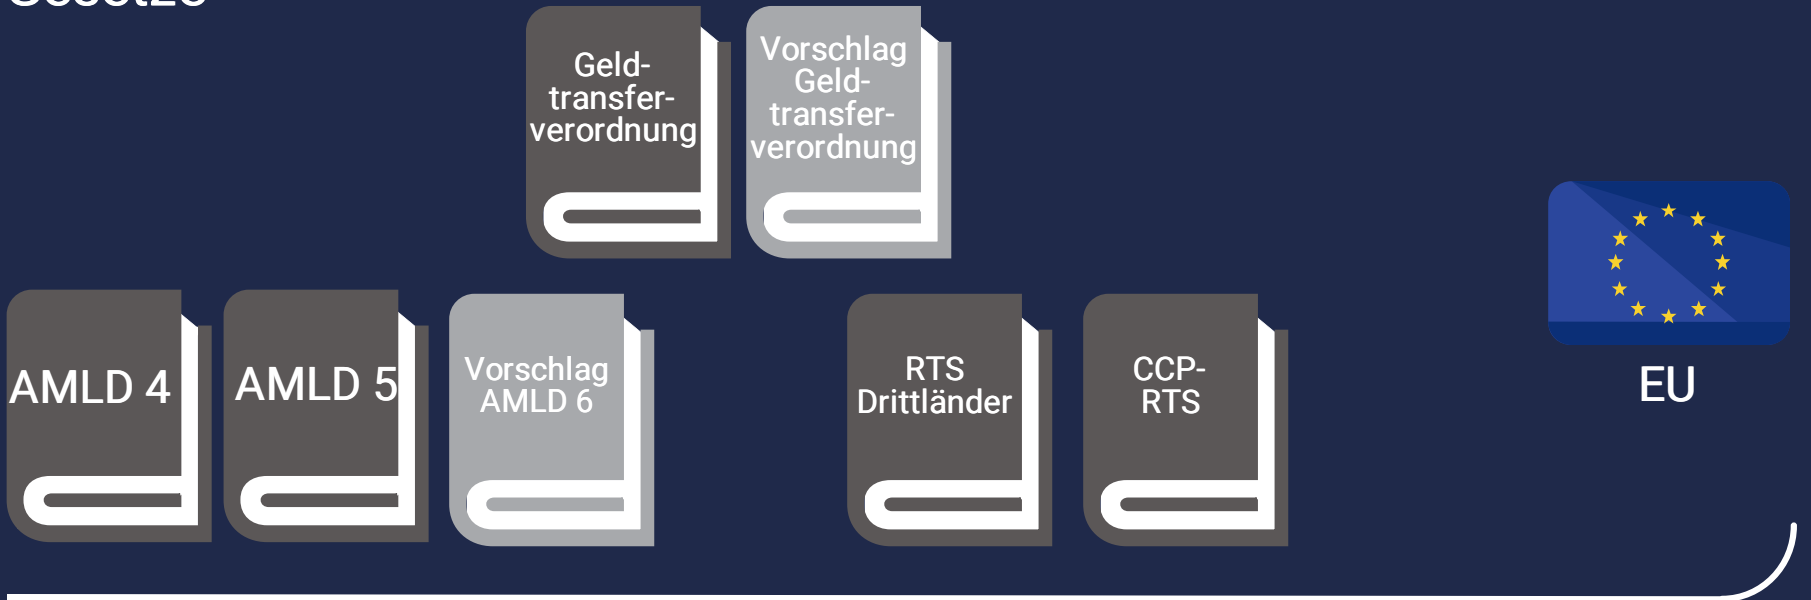 Gesetze
Geld-
transfer-
verordnung
Vorschlag
Geld-
transfer-
verordnung
AMLD 4
AMLD 5
Vorschlag
AMLD 6
RTS
Drittländer
CCP-
RTS
EU